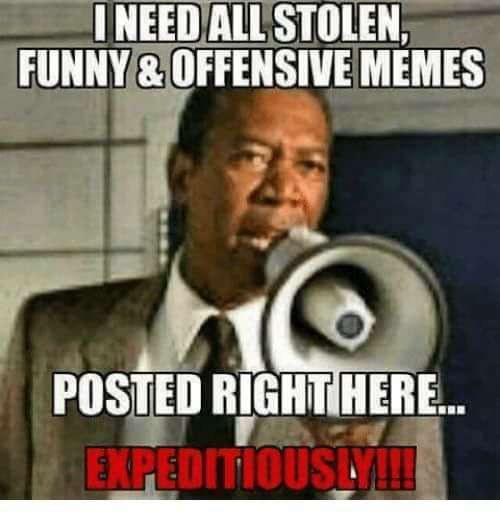 I NEED ALL STOLEN,
FUNNY & OFFENSIVE MEMES
POSTED RIGHT HERE...
EXPEDITIOUSLY!!!